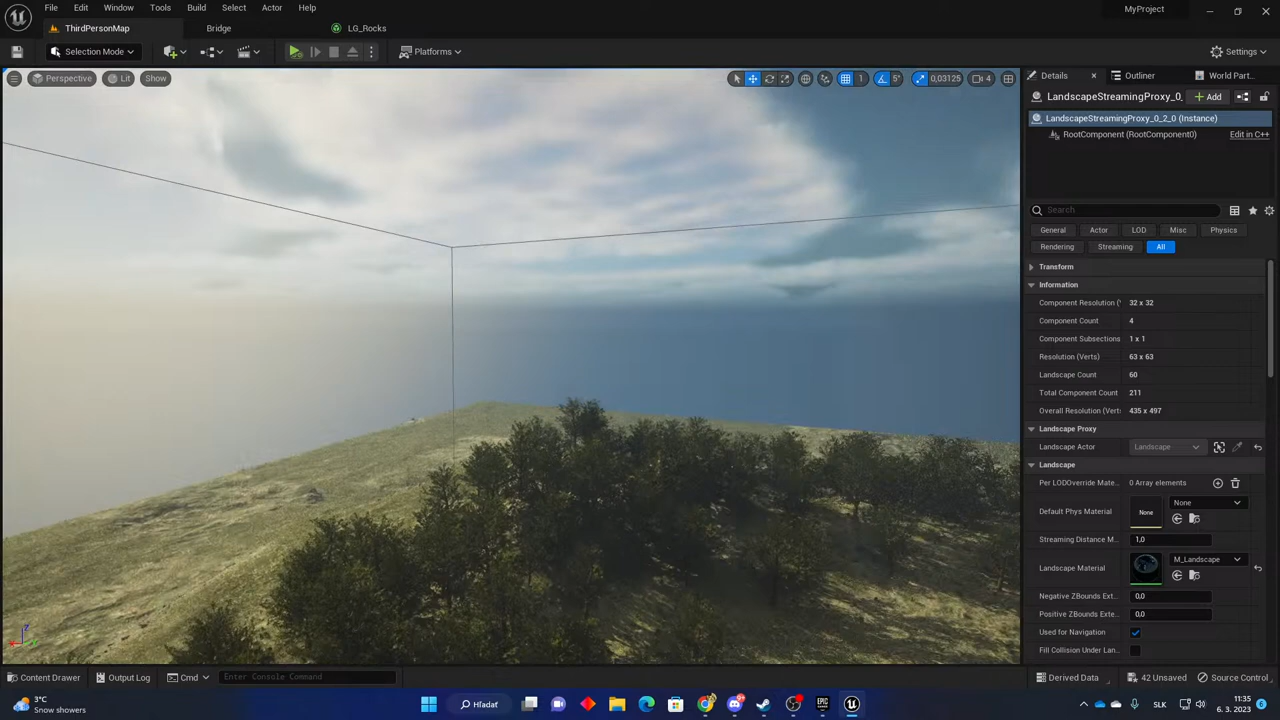 File Edit Window Tools Build Select Actor Help
MyProject
ThirdPersonMap Bridge LG_Rocks
Selection Mode Platforms Settings
Perspective Lit Show 1 5° 0,03125 4
Details Outliner World Part...
LandscapeStreamingProxy_0_ + Add
LandscapeStreamingProxy_0_2_0 (Instance)
RootComponent (RootComponent0) Edit in C++
Search
General Actor LOD Misc Physics
Rendering Streaming All
Transform
Information
Component Resolution (V 32 x 32
Component Count 4
Component Subsections 1 x 1
Resolution (Verts) 63 x 63
Landscape Count 60
Total Component Count 211
Overall Resolution (Vert: 435 x 497
Landscape Proxy
Landscape Actor Landscape
Landscape
Per LODOverride Mate... 0 Array elements
Default Phys Material None None
Streaming Distance M... 1,0
Landscape Material M_Landscape
Negative ZBounds Ext... 0,0
Positive ZBounds Exte... 0,0
Used for Navigation
Fill Collision Under Lan...
Z
Content Drawer Output Log Cmd Enter Console Command Derived Data 42 Unsaved Source Control
3°C
Snow showers
Hľadať
SLK
11:35
6. 3. 2023